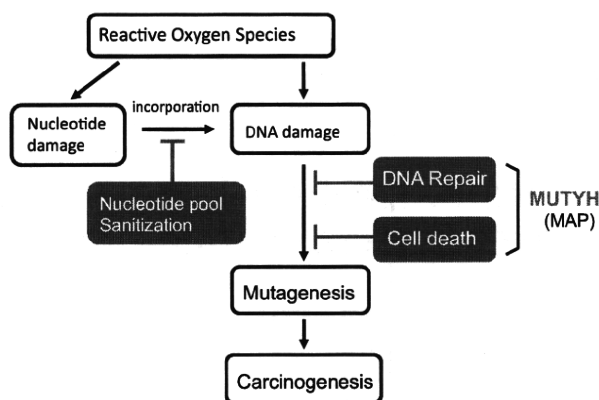 Reactive Oxygen Species
incorporation
Nucleotide
damage
DNA damage
Nucleotide pool
Sanitization
DNA Repair
Cell death
MUTYH
(MAP)
Mutagenesis
Carcinogenesis